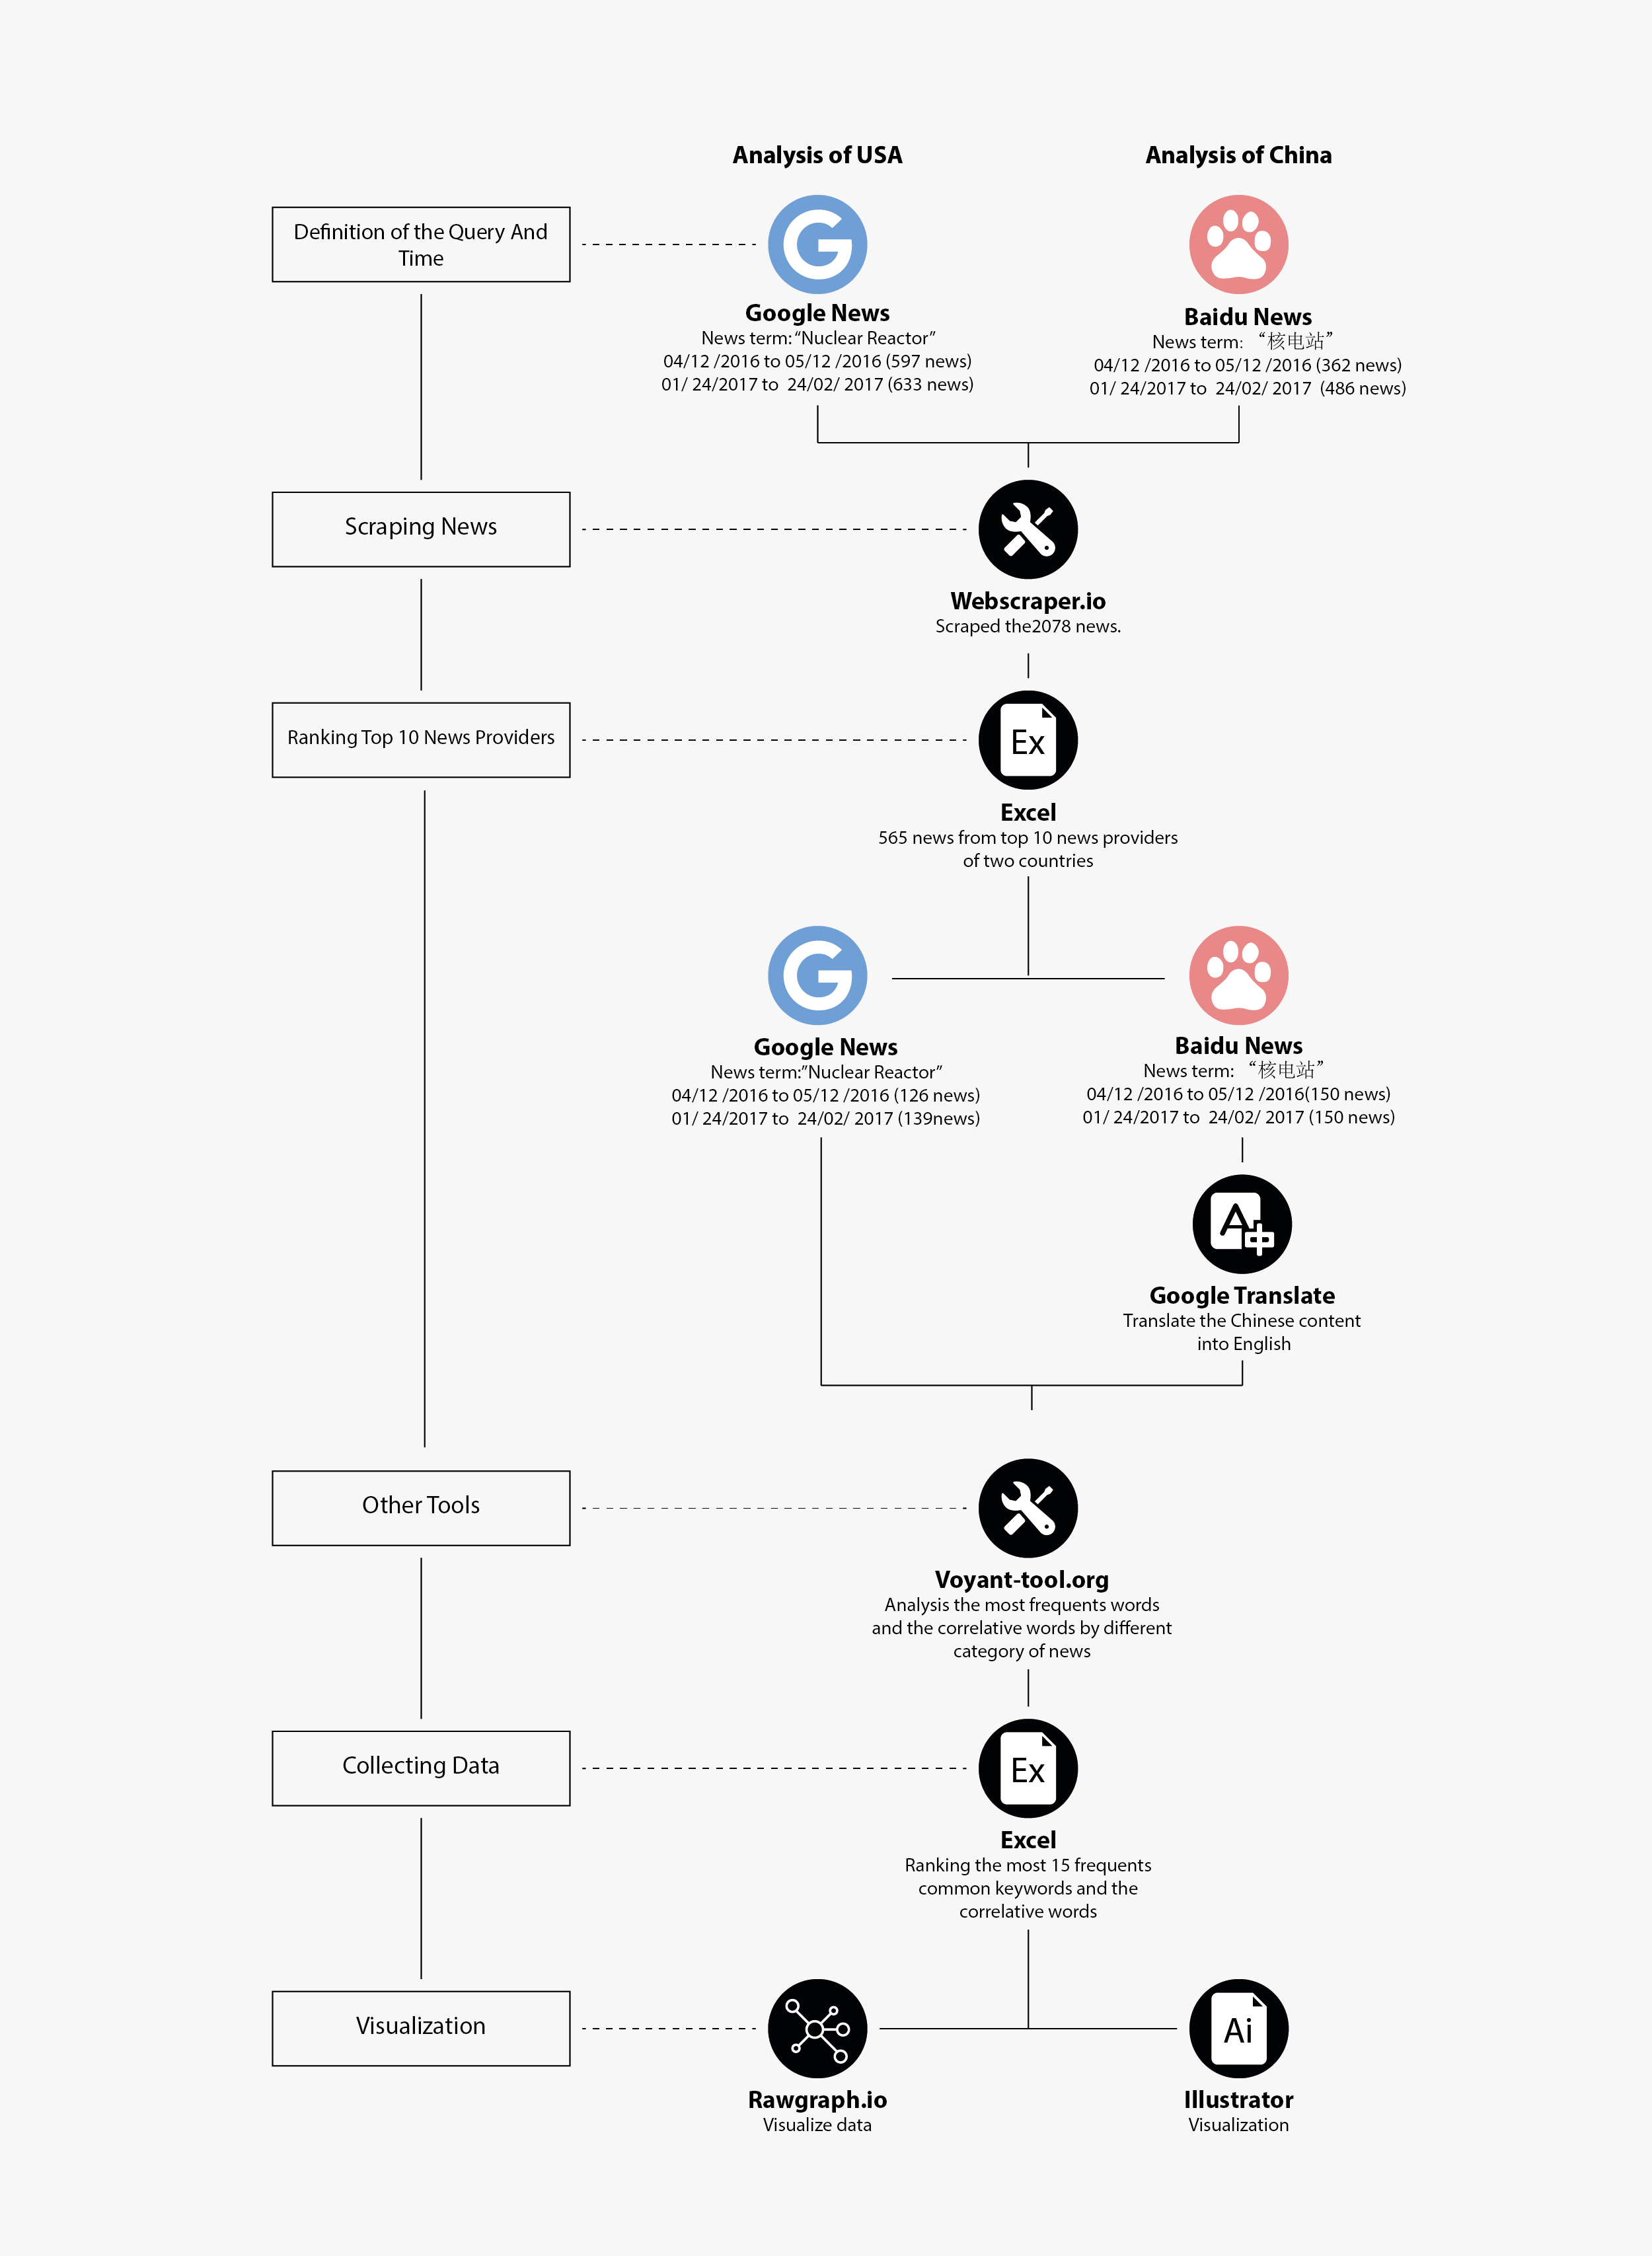 Analysis of USA
Analysis of China
Definition of the Query And
Time
Google News
News term:“Nuclear Reactor”
04/12 /2016 to 05/12 /2016 (597 news)
01/ 24/2017 to 24/02/ 2017 (633 news)
Baidu News
News term: “核电站”
04/12 /2016 to 05/12 /2016 (362 news)
01/ 24/2017 to 24/02/ 2017 (486 news)
Scraping News
Webscraper.io
Scraped the2078 news.
Ranking Top 10 News Providers
Ex
Excel
565 news from top 10 news providers
of two countries
Google News
News term:”Nuclear Reactor”
04/12 /2016 to 05/12 /2016 (126 news)
01/ 24/2017 to 24/02/ 2017 (139news)
Baidu News
News term: “核电站”
04/12 /2016 to 05/12 /2016(150 news)
01/ 24/2017 to 24/02/ 2017 (150 news)
A中
Google Translate
Translate the Chinese content
into English
Other Tools
Voyant-tool.org
Analysis the most frequents words
and the correlative words by different
category of news
Collecting Data
Ex
Excel
Ranking the most 15 frequents
common keywords and the
correlative words
Visualization
Rawgraph.io
Visualize data
Ai
Illustrator
Visualization